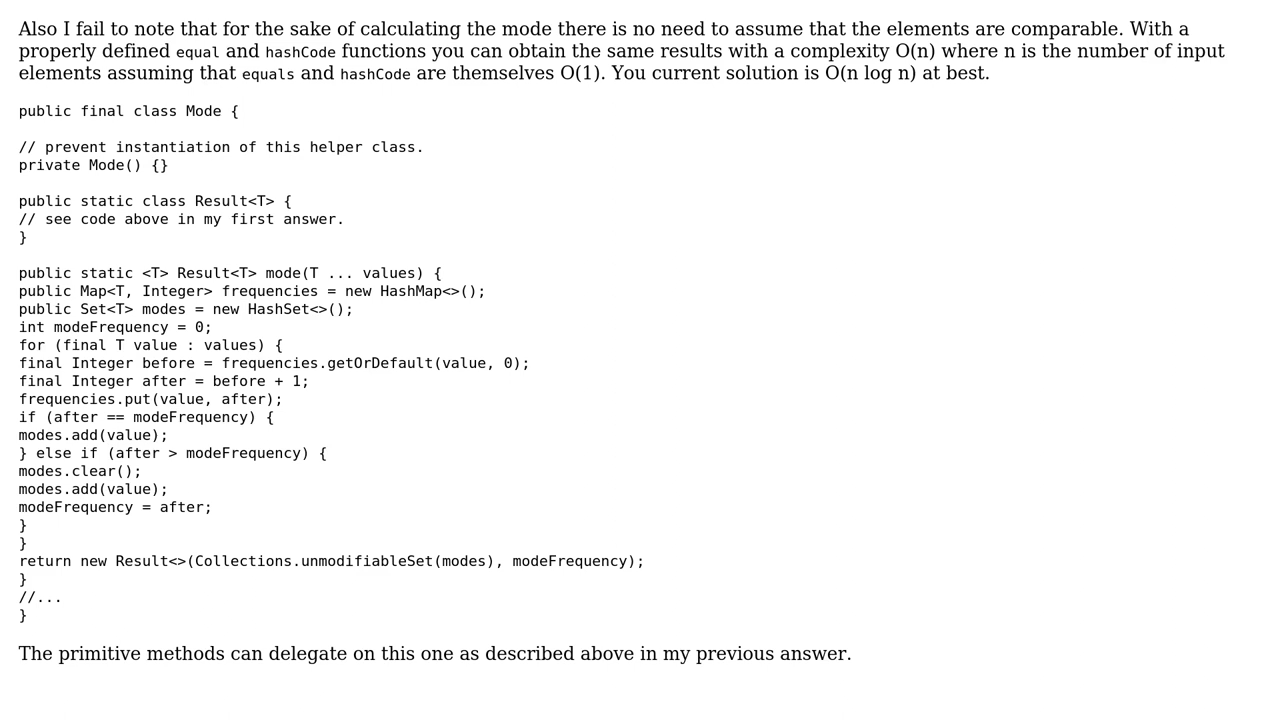 Also I fail to note that for the sake of calculating the mode there is no need to assume that the elements are comparable. With a
properly defined equal and hashCode functions you can obtain the same results with a complexity O(n) where n is the number of input
elements assuming that equals and hashCode are themselves O(1). You current solution is O(n log n) at best.
public final class Mode {
// prevent instantiation of this helper class.
private Mode() {}
public static class Result<T> {
// see code above in my first answer.
}
public static <T> Result<T> mode(T ... values) {
public Map<T, Integer> frequencies = new HashMap<>();
public Set<T> modes = new HashSet<>();
int modeFrequency = 0;
for (final T value : values) {
final Integer before = frequencies.getOrDefault(value, 0);
final Integer after = before + 1;
frequencies.put(value, after);
if (after == modeFrequency) {
modes.add(value);
} else if (after > modeFrequency) {
modes.clear();
modes.add(value);
modeFrequency = after;
}
}
return new Result<>(Collections.unmodifiableSet(modes), modeFrequency);
}
//...
}
The primitive methods can delegate on this one as described above in my previous answer.